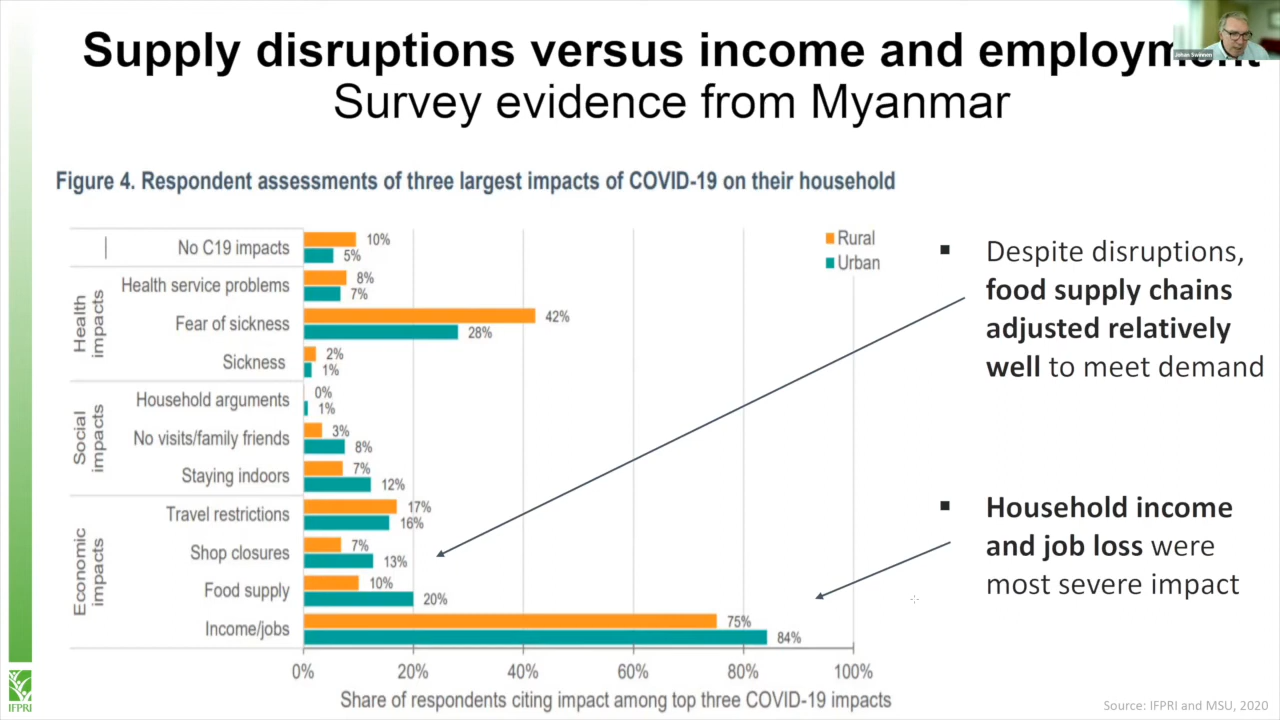 Supply disruptions versus income and employment
Survey evidence from Myanmar
Johan Swinnen
Figure 4. Respondent assessments of three largest impacts of COVID-19 on their household
Rural
Urban
No C19 impacts
10%
5%
Health impacts
Health service problems
8%
7%
Fear of sickness
42%
28%
Sickness
2%
1%
Social impacts
Household arguments
0%
1%
No visits/family friends
3%
8%
Staying indoors
7%
12%
Economic impacts
Travel restrictions
17%
16%
Shop closures
7%
13%
Food supply
10%
20%
Income/jobs
75%
84%
0% 20% 40% 60% 80% 100%
Share of respondents citing impact among top three COVID-19 impacts
▪ Despite disruptions,
food supply chains
adjusted relatively
well to meet demand
▪ Household income
and job loss were
most severe impact
IFPRI
Source: IFPRI and MSU, 2020